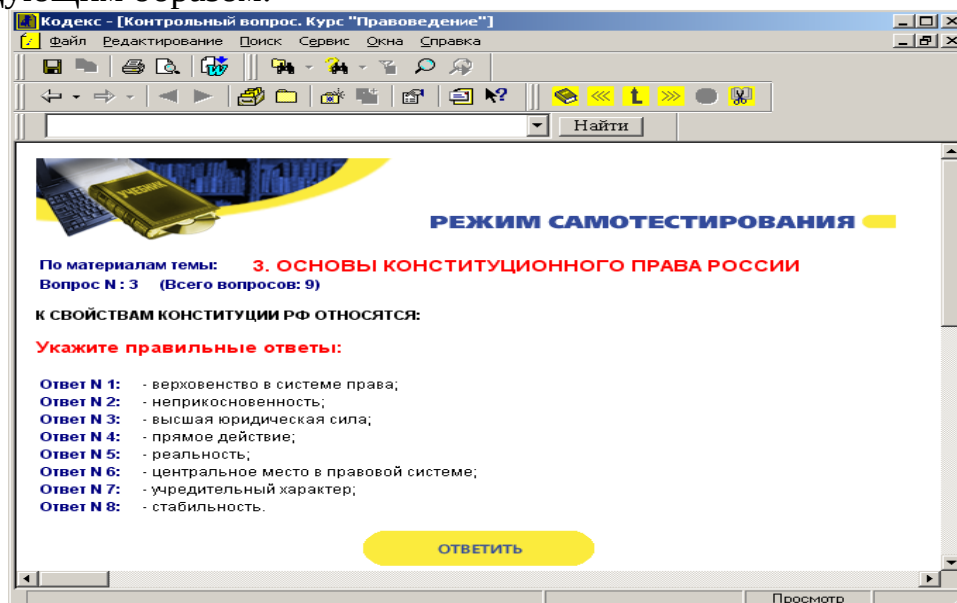 дующим образом:
Кодекс - [Контрольный вопрос. Курс "Правоведение"]
Файл Редактирование Поиск Сервис Окна Справка
Найти
УЧЕБНИК
РЕЖИМ САМОТЕСТИРОВАНИЯ
По материалам темы: 3. ОСНОВЫ КОНСТИТУЦИОННОГО ПРАВА РОССИИ
Вопрос N : 3 (Всего вопросов: 9)
К СВОЙСТВАМ КОНСТИТУЦИИ РФ ОТНОСЯТСЯ:
Укажите правильные ответы:
Ответ N 1: - верховенство в системе права;
Ответ N 2: - неприкосновенность;
Ответ N 3: - высшая юридическая сила;
Ответ N 4: - прямое действие;
Ответ N 5: - реальность;
Ответ N 6: - центральное место в правовой системе;
Ответ N 7: - учредительный характер;
Ответ N 8: - стабильность.
ОТВЕТИТЬ
Просмотр